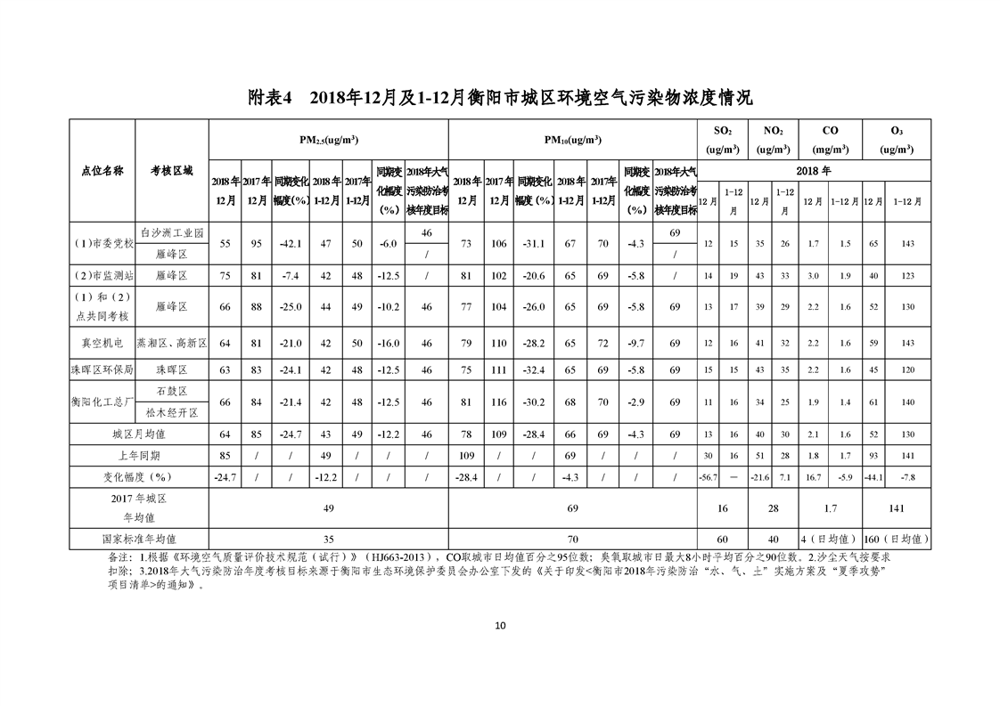 附表4 2018年12月及1-12月衡阳市城区环境空气污染物浓度情况
点位名称 考核区域 PM2.5(ug/m3) PM10(ug/m3) SO2 (ug/m3) NO2 (ug/m3) CO (mg/m3) O3 (ug/m3)
2018年12月 2017年12月 同期变化幅度(%) 2018年1-12月 2017年1-12月 同期变化幅度（%） 2018年大气污染防治考核年度目标 2018年12月 2017年12月 同期变化幅度（%） 2018年1-12月 2017年1-12月 同期变化幅度（%） 2018年大气污染防治考核年度目标 2018 年
12月 1-12月 12月 1-12月 12月 1-12月 12月 1-12月
(1)市委党校 白沙洲工业园 55 95 -42.1 47 50 -6.0 46 73 106 -31.1 67 70 -4.3 69 12 15 35 26 1.7 1.5 65 143
雁峰区 / /
(2)市监测站 雁峰区 75 81 -7.4 42 48 -12.5 / 81 102 -20.6 65 69 -5.8 / 14 19 43 33 3.0 1.9 40 123
(1) 和 (2) 点共同考核 雁峰区 66 88 -25.0 44 49 -10.2 46 77 104 -26.0 65 69 -5.8 69 13 17 39 29 2.2 1.6 52 130
真空机电 蒸湘区、高新区 64 81 -21.0 42 50 -16.0 46 79 110 -28.2 65 72 -9.7 69 12 16 41 32 2.2 1.6 59 143
珠晖区环保局 珠晖区 63 83 -24.1 42 48 -12.5 46 75 111 -32.4 65 69 -5.8 69 15 15 43 35 2.2 1.6 45 120
衡阳化工总厂 石鼓区 66 84 -21.4 42 48 -12.5 46 81 116 -30.2 68 70 -2.9 69 11 16 34 25 1.9 1.4 61 140
松木经开区
城区月均值 64 85 -24.7 43 49 -12.2 46 78 109 -28.4 66 69 -4.3 69 13 16 40 30 2.1 1.6 52 130
上年同期 85 / / 49 / / / 109 / / 69 / / / 30 16 51 28 1.8 1.7 93 141
变化幅度（%） -24.7 / / -12.2 / / / -28.4 / / -4.3 / / / -56.7 － -21.6 7.1 16.7 -5.9 -44.1 -7.8
2017 年城区年均值 49 69 16 28 1.7 141
国家标准年均值 35 70 60 40 4（日均值） 160（日均值）
备注：1.根据《环境空气质量评价技术规范（试行）》（HJ663-2013），CO取城市日均值百分之95位数；臭氧取城市日最大8小时平均百分之90位数。2.沙尘天气按要求
扣除；3.2018年大气污染防治年度考核目标来源于衡阳市生态环境保护委员会办公室下发的《关于印发<衡阳市2018年污染防治“水、气、土”实施方案及“夏季攻势”
项目清单>的通知》。
10